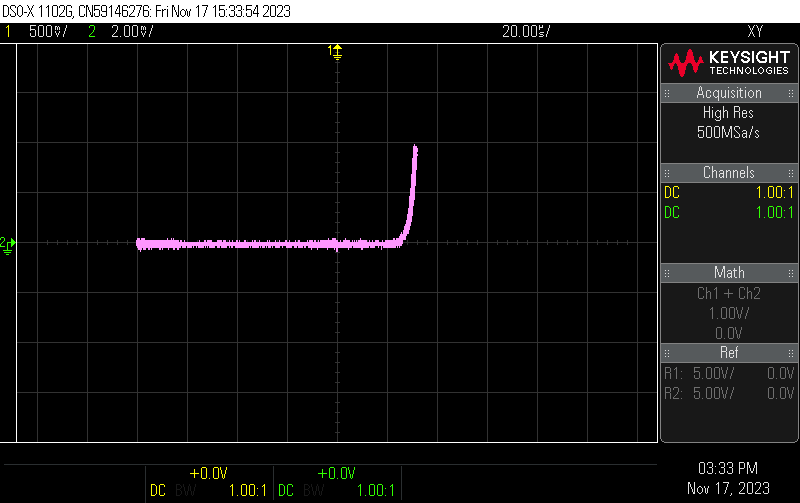 DSO-X 1102G, CN59146276: Fri Nov 17 15:33:54 2023
1 500mV/ 2 2.00V/ 20.00us/ XY
1
2
KEYSIGHT
TECHNOLOGIES
Acquisition
High Res
500MSa/s
Channels
DC 1.00:1
DC 1.00:1
Math
Ch1 + Ch2
1.00V/
0.0V
Ref
R1: 5.00V/ 0.0V
R2: 5.00V/ 0.0V
+0.0V +0.0V
DC BW 1.00:1 DC BW 1.00:1
03:33 PM
Nov 17, 2023